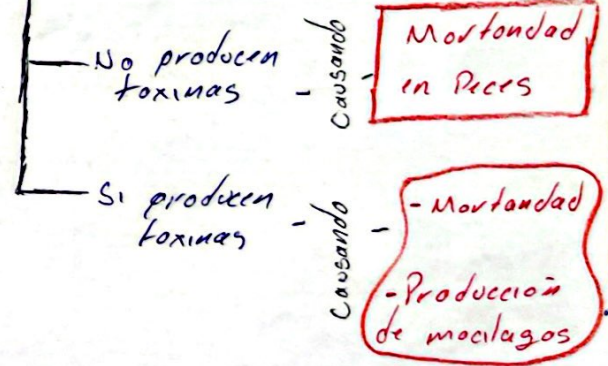 No producen
toxinas - Causando -
Mortandad
en Peces
Si producen
toxinas - Causando -
- Mortandad
- Producción
de mocilagos.